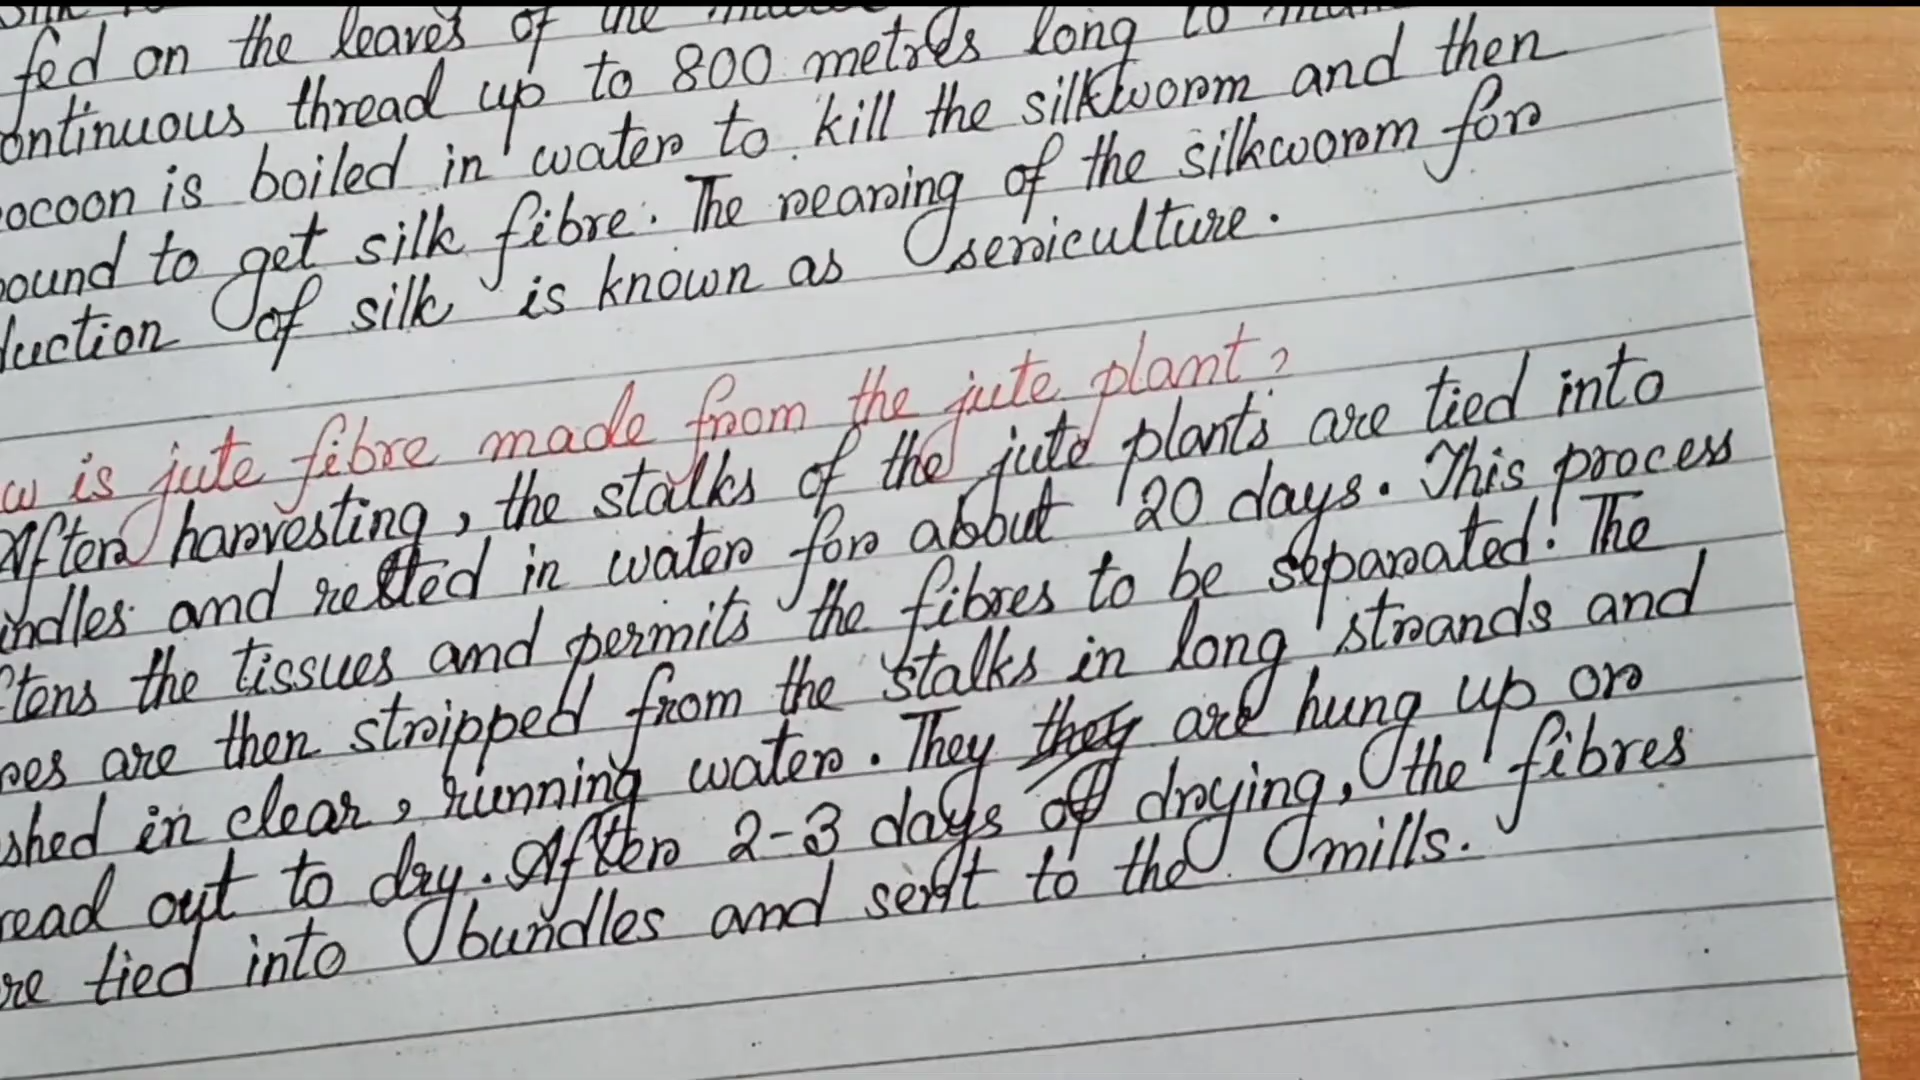 fed on the leaves of the
ontinuous thread up to 800 metres long to
ocoon is boiled in water to kill the silkworm and then
ound to get silk fibre. The rearing of the silkworm for
duction of silk is known as sericulture.
w is jute fibre made from the jute plant?
After harvesting, the stalks of the jute plants are tied into
ndles and retted in water for about 20 days. This process
ftens the tissues and permits the fibres to be separated. The
res are then stripped from the stalks in long strands and
shed in clear, running water. They are hung up or
read out to dry. After 2-3 days of drying, the fibres
re tied into bundles and sent to the mills.